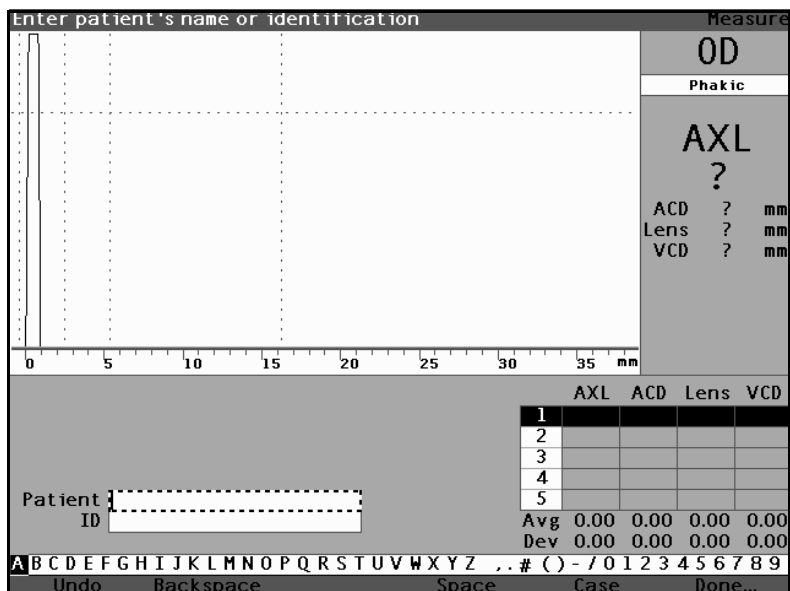 Enter patient's name or identification Measure
OD
Phakic
AXL
?
ACD ? mm
Lens ? mm
VCD ? mm
0 5 10 15 20 25 30 35 mm
AXL ACD Lens VCD
1
2
3
4
5
Patient
ID
Avg 0.00 0.00 0.00 0.00
Dev 0.00 0.00 0.00 0.00
A B C D E F G H I J K L M N O P Q R S T U V W X Y Z , . # ( ) - / 0 1 2 3 4 5 6 7 8 9
Undo Backspace Space Case Done...